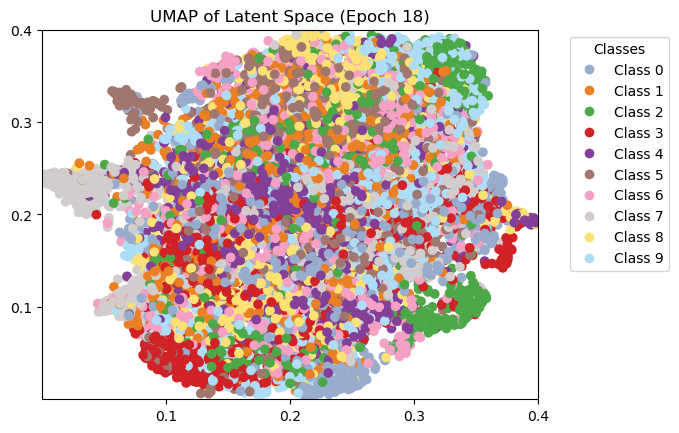 UMAP of Latent Space (Epoch 18)
0.4
0.3
0.2
0.1
0.1
0.2
0.3
0.4
Classes
Class 0
Class 1
Class 2
Class 3
Class 4
Class 5
Class 6
Class 7
Class 8
Class 9